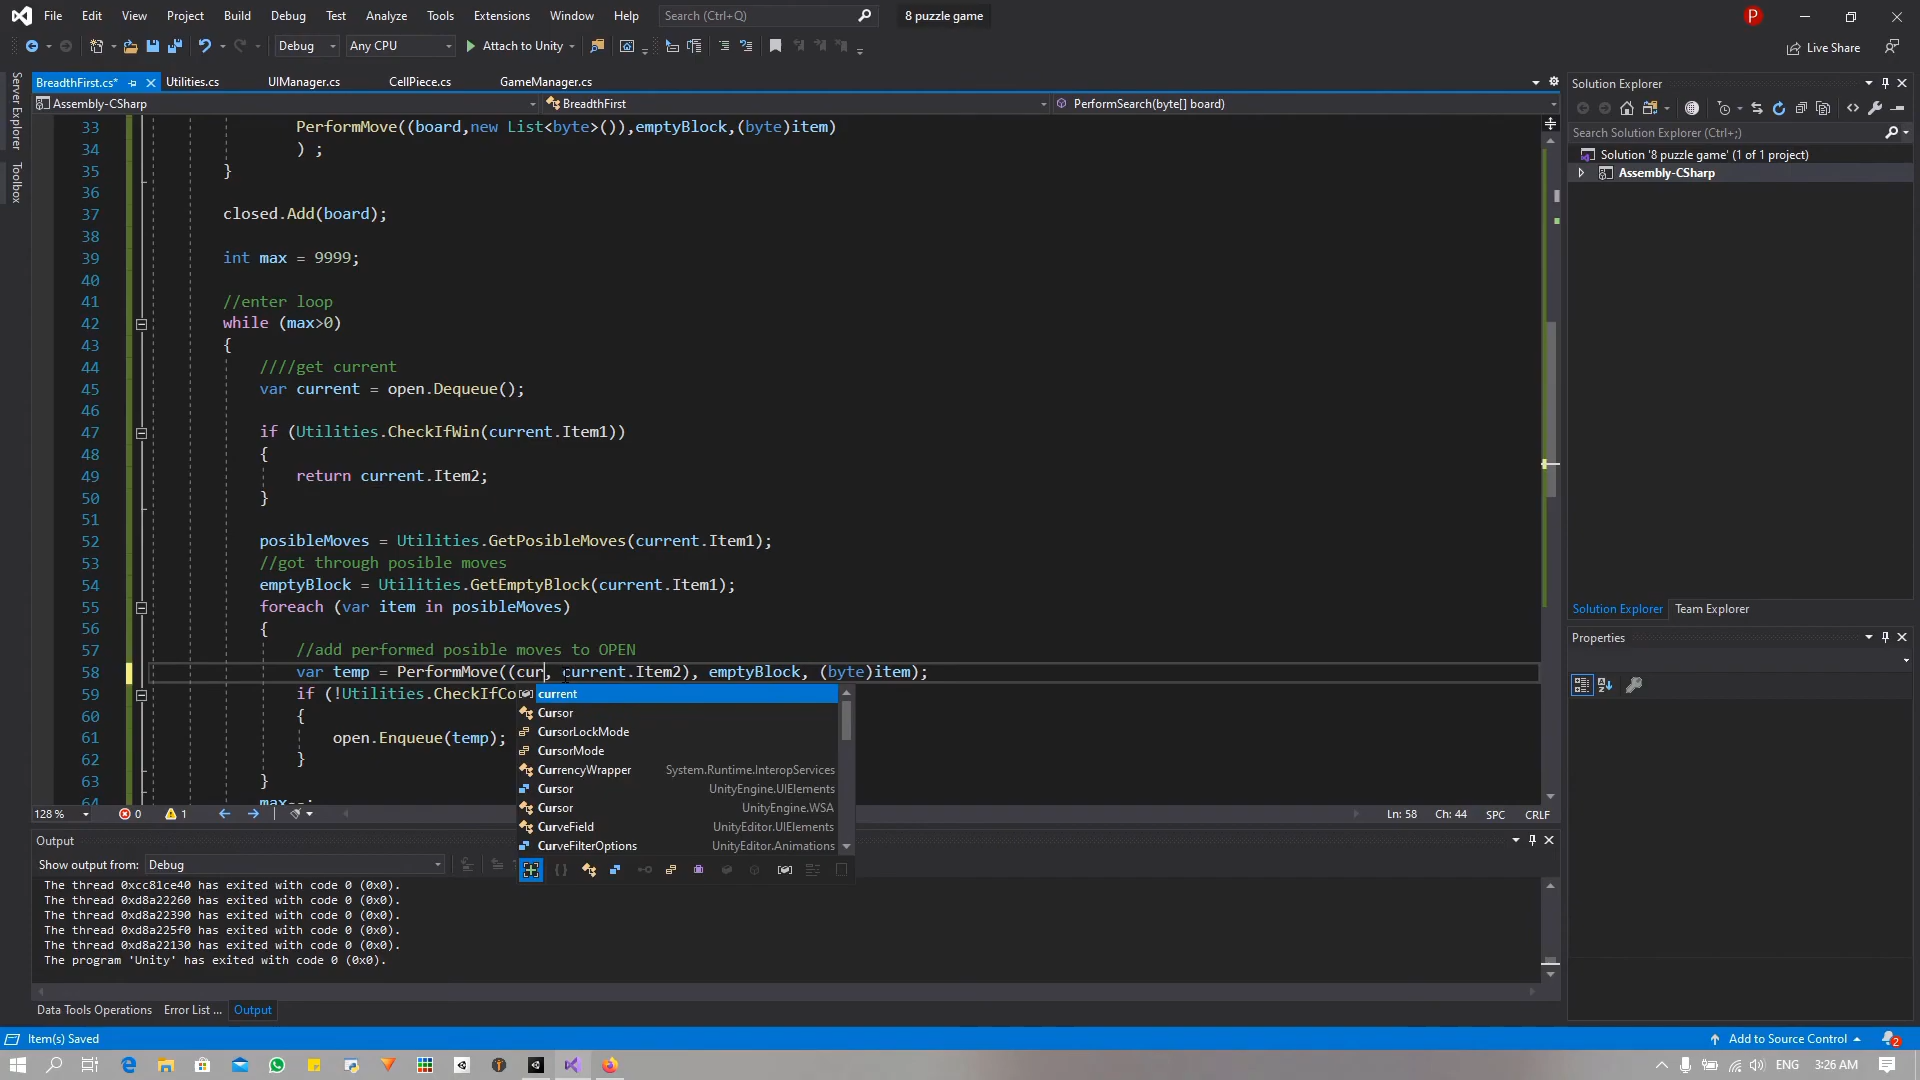 File Edit View Project Build Debug Test Analyze Tools Extensions Window Help Search (Ctrl+Q) 8 puzzle game P
Debug Any CPU Attach to Unity Live Share
BreadthFirst.cs* Utilities.cs UIManager.cs CellPiece.cs GameManager.cs
Assembly-CSharp BreadthFirst PerformSearch(byte[] board)
Server Explorer
Toolbox
33 PerformMove((board,new List<byte>()),emptyBlock,(byte)item)
34 ) ;
35 }
36
37 closed.Add(board);
38
39 int max = 9999;
40
41 //enter loop
42 while (max>0)
43 {
44 ////get current
45 var current = open.Dequeue();
46
47 if (Utilities.CheckIfWin(current.Item1))
48 {
49 return current.Item2;
50 }
51
52 posibleMoves = Utilities.GetPosibleMoves(current.Item1);
53 //got through posible moves
54 emptyBlock = Utilities.GetEmptyBlock(current.Item1);
55 foreach (var item in posibleMoves)
56 {
57 //add performed posible moves to OPEN
58 var temp = PerformMove((cur, current.Item2), emptyBlock, (byte)item);
59 if (!Utilities.CheckIfCo
60 {
61 open.Enqueue(temp);
62 }
63 }
64 max--;
current
Cursor
CursorLockMode
CursorMode
CurrencyWrapper System.Runtime.InteropServices
Cursor UnityEngine.UIElements
Cursor UnityEngine.WSA
CurveField UnityEditor.UIElements
CurveFilterOptions UnityEditor.Animations
128 % 0 1 Ln: 58 Ch: 44 SPC CRLF
Output
Show output from: Debug
The thread 0xcc81ce40 has exited with code 0 (0x0).
The thread 0xd8a22260 has exited with code 0 (0x0).
The thread 0xd8a22390 has exited with code 0 (0x0).
The thread 0xd8a225f0 has exited with code 0 (0x0).
The thread 0xd8a22130 has exited with code 0 (0x0).
The program 'Unity' has exited with code 0 (0x0).
Data Tools Operations Error List ... Output
Solution Explorer
Search Solution Explorer (Ctrl+;)
Solution '8 puzzle game' (1 of 1 project)
Assembly-CSharp
Solution Explorer Team Explorer
Properties
Item(s) Saved Add to Source Control 2
ENG 3:26 AM